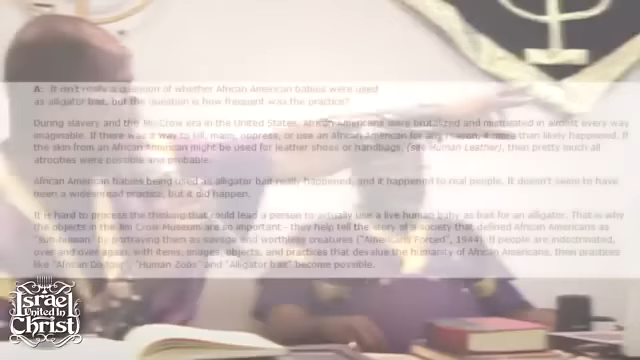 A: It isn't really a question of whether African American babies were used
as alligator bait, but the question is how frequent was the practice?
During slavery and the Jim Crow era in the United States, African Americans were brutalized and mistreated in almost every way
imaginable. If there was a way to kill, maim, oppress, or use an African American for any reason, it more than likely happened. If
the skin from an African American might be used for leather shoes or handbags, (see Human Leather), then pretty much all
atrocities were possible and probable.
African American babies being used as alligator bait really happened, and it happened to real people. It doesn't seem to have
been a widespread practice, but it did happen.
It is hard to process the thinking that could lead a person to actually use a live human baby as bait for an alligator. That is why
the objects in the Jim Crow Museum are so important - they help tell the story of a society that defined African Americans as
"subhuman" by portraying them as savage and worthless creatures ("Americans Forced", 1944). If people are indoctrinated,
over and over again, with items, images, objects, and practices that devalue the humanity of African Americans, then practices
like "African Dodger", "Human Zoos" and "Alligator bait" become possible.
Israel
United In
Christ